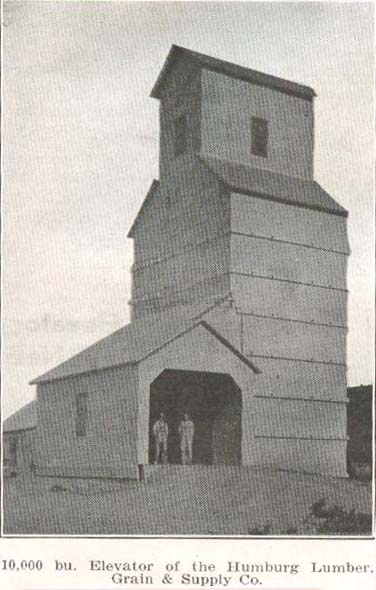 10,000 bu. Elevator of the Humburg Lumber,
Grain & Supply Co.